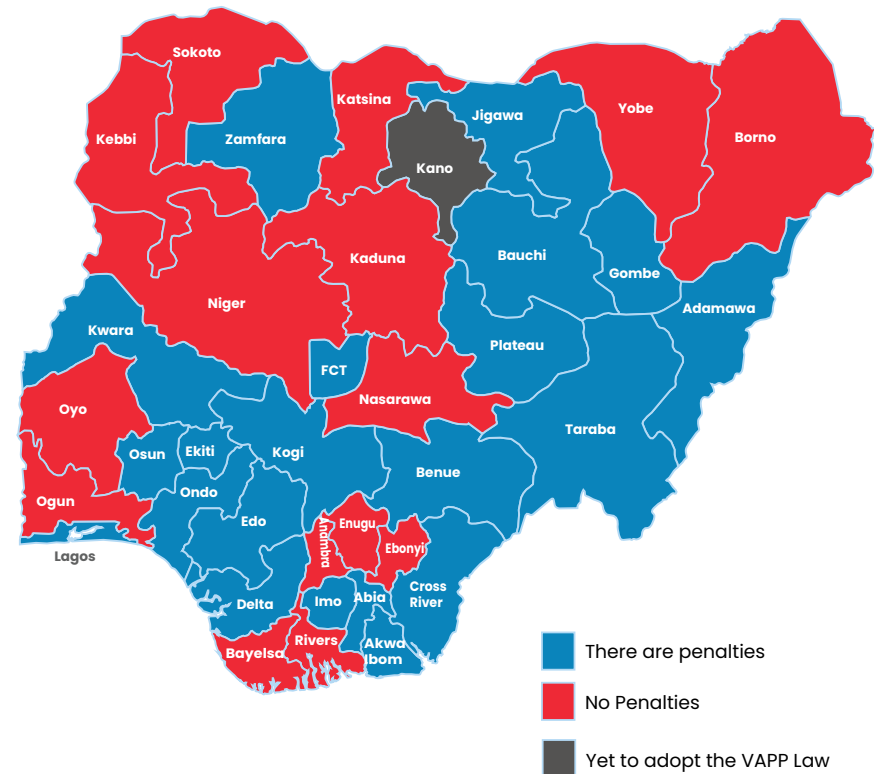 Sokoto
Katsina
Jigawa
Yobe
Borno
Kebbi
Zamfara
Kano
Kaduna
Bauchi
Gombe
Niger
Adamawa
Kwara
Plateau
FCT
Nasarawa
Oyo
Taraba
Osun
Ekiti
Kogi
Benue
Ogun
Ondo
Edo
Anambra
Enugu
Ebonyi
Lagos
Delta
Imo
Abia
Cross
River
Bayelsa
Rivers
Akwa
Ibom
There are penalties
No Penalties
Yet to adopt the VAPP Law